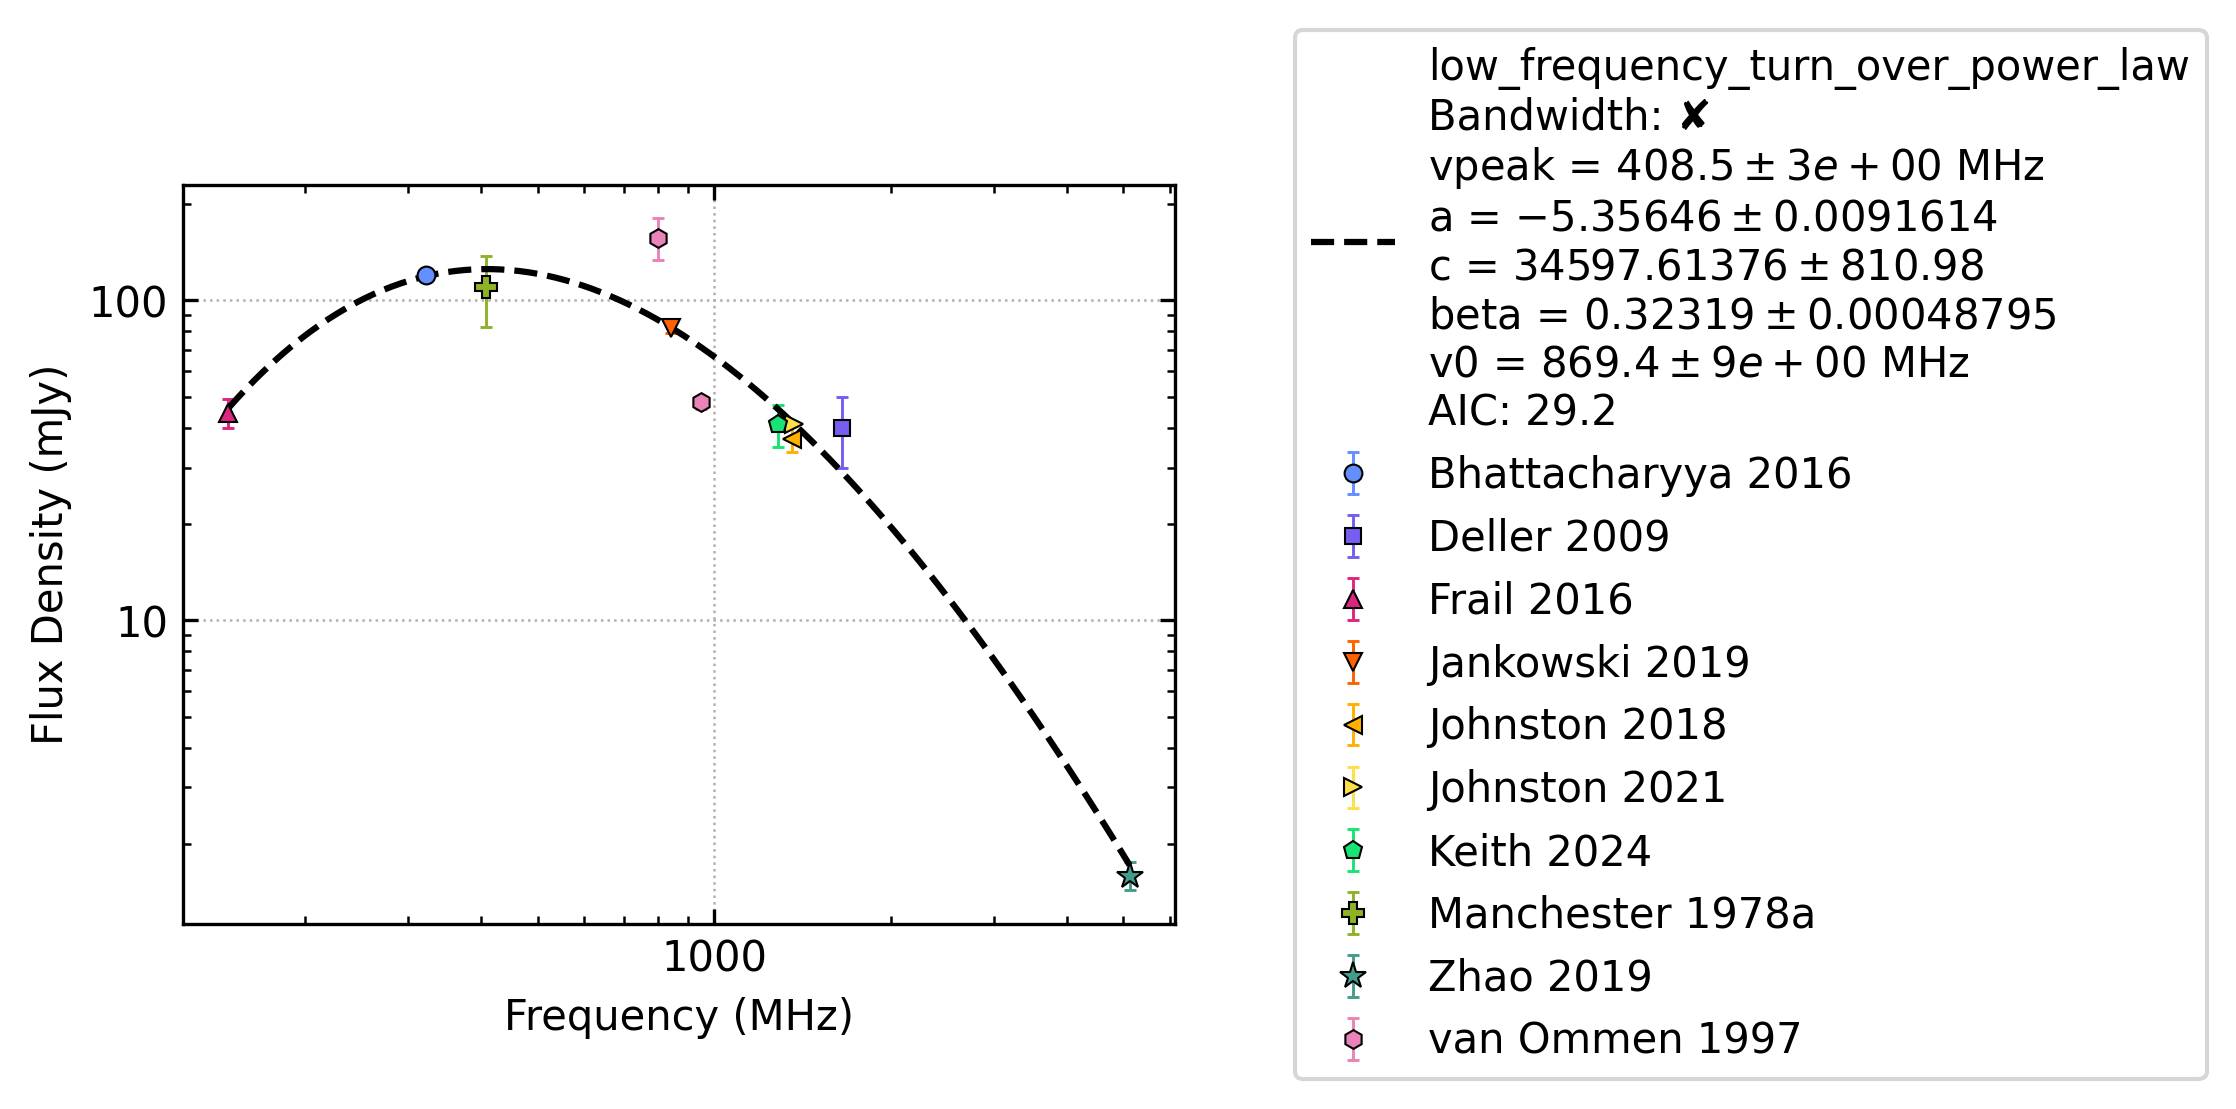 low_frequency_turn_over_power_law
Bandwidth: ✘
vpeak = 408.5 ± 3e + 00 MHz
a = −5.35646 ± 0.0091614
c = 34597.61376 ± 810.98
beta = 0.32319 ± 0.00048795
v0 = 869.4 ± 9e + 00 MHz
AIC: 29.2
Bhattacharyya 2016
Deller 2009
Frail 2016
Jankowski 2019
Johnston 2018
Johnston 2021
Keith 2024
Manchester 1978a
Zhao 2019
van Ommen 1997
Flux Density (mJy)
100
10
1000
Frequency (MHz)